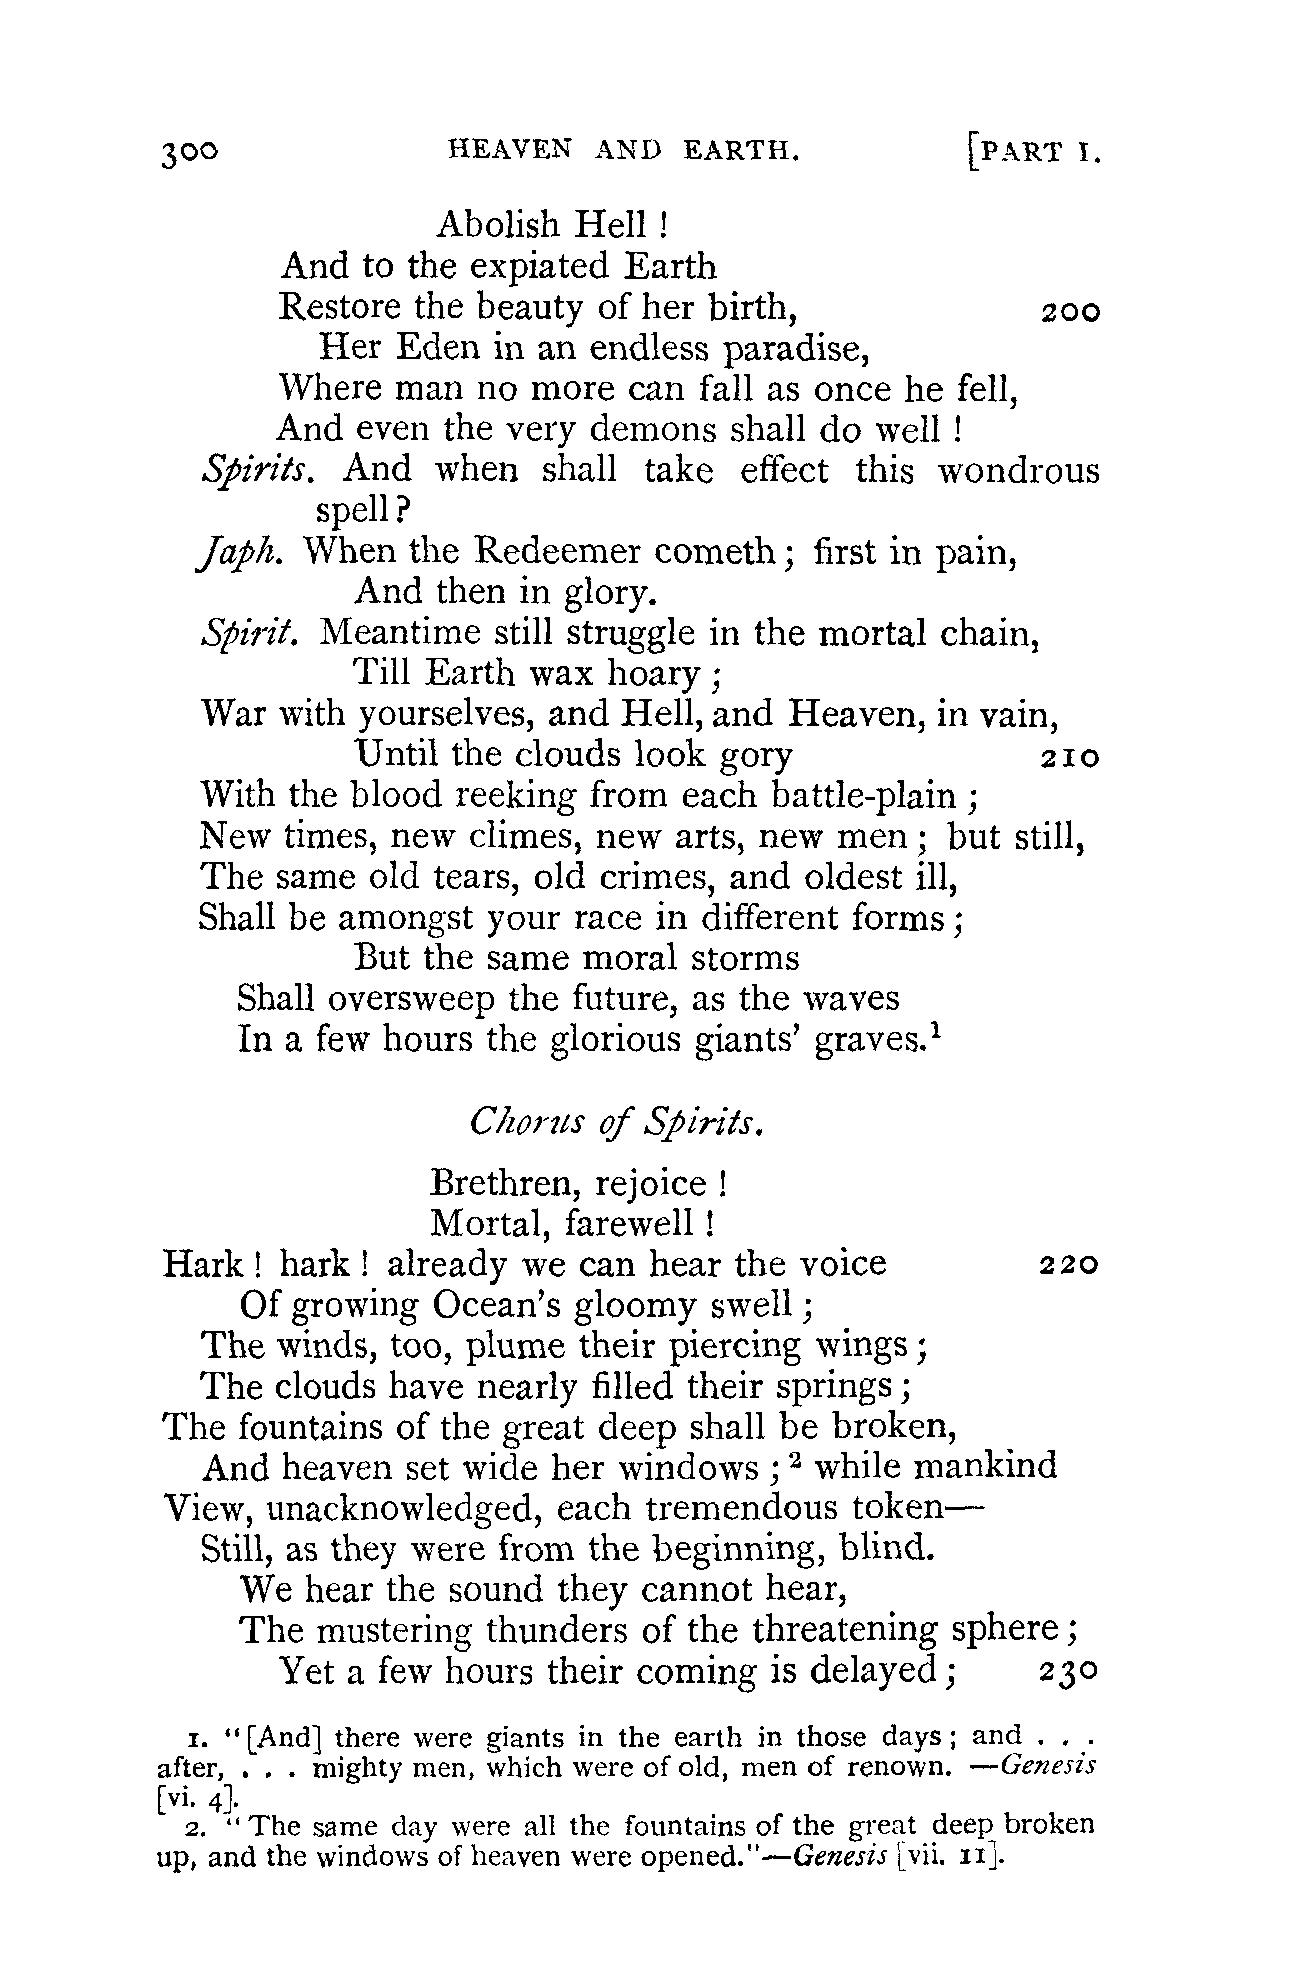 300 HEAVEN AND EARTH. [PART I.
Abolish Hell !
And to the expiated Earth
Restore the beauty of her birth, 200
Her Eden in an endless paradise,
Where man no more can fall as once he fell,
And even the very demons shall do well !
Spirits. And when shall take effect this wondrous
spell?
Japh. When the Redeemer cometh ; first in pain,
And then in glory.
Spirit. Meantime still struggle in the mortal chain,
Till Earth wax hoary ;
War with yourselves, and Hell, and Heaven, in vain,
Until the clouds look gory 210
With the blood reeking from each battle-plain ;
New times, new climes, new arts, new men ; but still,
The same old tears, old crimes, and oldest ill,
Shall be amongst your race in different forms ;
But the same moral storms
Shall oversweep the future, as the waves
In a few hours the glorious giants' graves.¹
Chorus of Spirits.
Brethren, rejoice !
Mortal, farewell !
Hark ! hark ! already we can hear the voice 220
Of growing Ocean's gloomy swell ;
The winds, too, plume their piercing wings ;
The clouds have nearly filled their springs ;
The fountains of the great deep shall be broken,
And heaven set wide her windows ; ² while mankind
View, unacknowledged, each tremendous token—
Still, as they were from the beginning, blind.
We hear the sound they cannot hear,
The mustering thunders of the threatening sphere ;
Yet a few hours their coming is delayed ; 230
1. "[And] there were giants in the earth in those days ; and . . .
after, . . . mighty men, which were of old, men of renown. —Genesis
[vi. 4].
2. "The same day were all the fountains of the great deep broken
up, and the windows of heaven were opened."—Genesis [vii. 11].